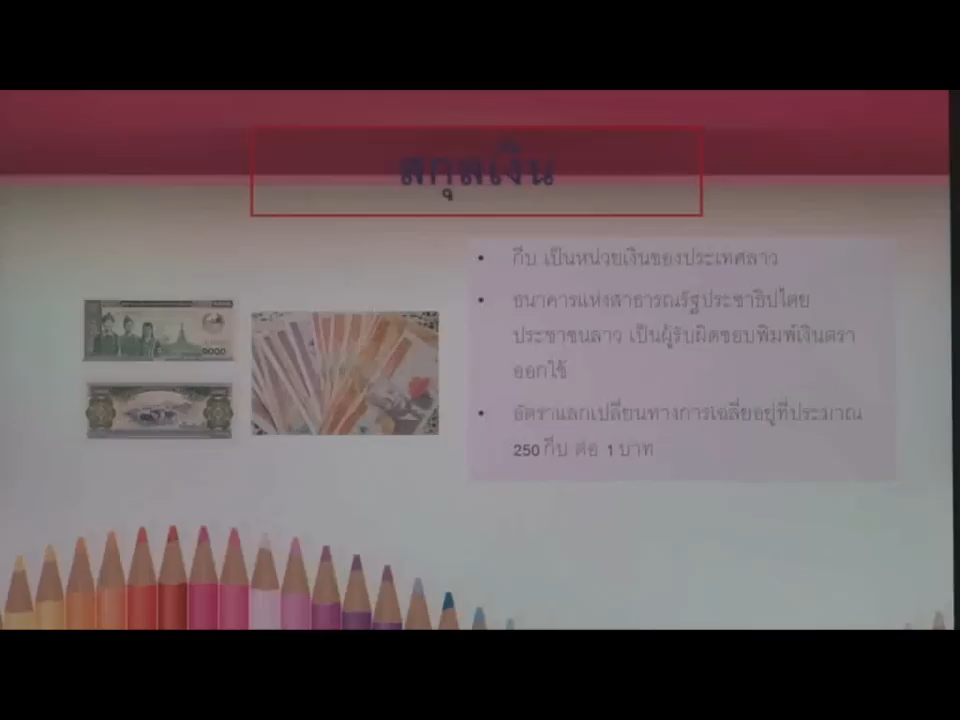 สกุลเงิน
• กีบ เป็นหน่วยเงินของประเทศลาว
• ธนาคารแห่งสาธารณรัฐประชาธิปไตย
ประชาชนลาว เป็นผู้รับผิดชอบพิมพ์เงินตรา
ออกใช้
• อัตราแลกเปลี่ยนทางการเฉลี่ยอยู่ที่ประมาณ
250 กีบ ต่อ 1 บาท